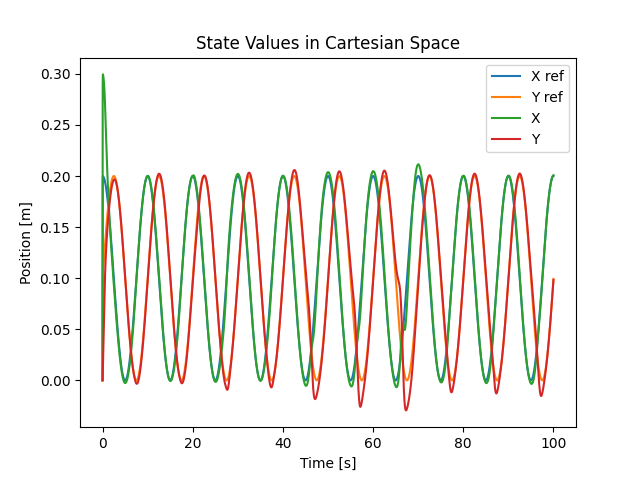 State Values in Cartesian Space
X ref
Y ref
X
Y
0.30
0.25
0.20
0.15
0.10
0.05
0.00
Position [m]
0
20
40
60
80
100
Time [s]